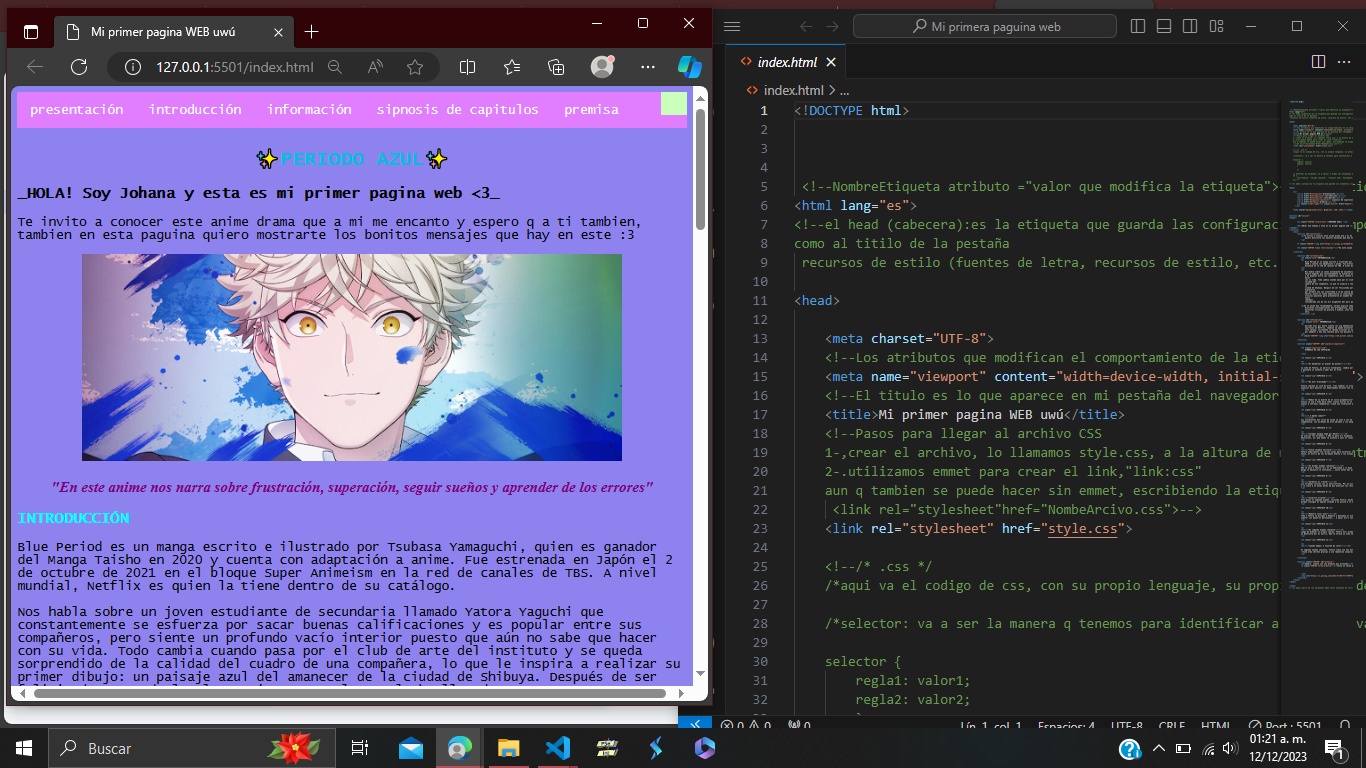 Mi primer pagina WEB uwú
127.0.0.1:5501/index.html
presentación introducción información sipnosis de capitulos premisa
✨PERIODO AZUL✨
_HOLA! Soy Johana y esta es mi primer pagina web <3_
Te invito a conocer este anime drama que a mi me encanto y espero q a ti tambien,
tambien en esta paguina quiero mostrarte los bonitos mensajes que hay en este :3
"En este anime nos narra sobre frustración, superación, seguir sueños y aprender de los errores"
INTRODUCCIÓN
Blue Period es un manga escrito e ilustrado por Tsubasa Yamaguchi, quien es ganador
del Manga Taisho en 2020 y cuenta con adaptación a anime. Fue estrenada en Japón el 2
de octubre de 2021 en el bloque Super Animeism en la red de canales de TBS. A nivel
mundial, Netflix es quien la tiene dentro de su catálogo.
Nos habla sobre un joven estudiante de secundaria llamado Yatora Yaguchi que
constantemente se esfuerza por sacar buenas calificaciones y es popular entre sus
compañeros, pero siente un profundo vacío interior puesto que aún no sabe que hacer
con su vida. Todo cambia cuando pasa por el club de arte del instituto y se queda
sorprendido de la calidad del cuadro de una compañera, lo que le inspira a realizar su
primer dibujo: un paisaje azul del amanecer de la ciudad de Shibuya. Después de ser
Mi primera paguina web
index.html
index.html > ...
1 <!DOCTYPE html>
2
3
4
5 <!--NombreEtiqueta atributo ="valor que modifica la etiqueta">
6 <html lang="es">
7 <!--el head (cabecera):es la etiqueta que guarda las configurac
8 como al titilo de la pestaña
9 recursos de estilo (fuentes de letra, recursos de estilo, etc.
10
11 <head>
12
13 <meta charset="UTF-8">
14 <!--Los atributos que modifican el comportamiento de la eti
15 <meta name="viewport" content="width=device-width, initial-
16 <!--El titulo es lo que aparece en mi pestaña del navegador
17 <title>Mi primer pagina WEB uwú</title>
18 <!--Pasos para llegar al archivo CSS
19 1-,crear el archivo, lo llamamos style.css, a la altura de
20 2-.utilizamos emmet para crear el link,"link:css"
21 aun q tambien se puede hacer sin emmet, escribiendo la etiq
22 <link rel="stylesheet"href="NombeArcivo.css">-->
23 <link rel="stylesheet" href="style.css">
24
25 <!--/* .css */
26 /*aqui va el codigo de css, con su propio lenguaje, su prop
27
28 /*selector: va a ser la manera q tenemos para identificar a
29
30 selector {
31 regla1: valor1;
32 regla2: valor2;
0 0 0 Lín. 1, col. 1 Espacios: 4 UTF-8 CRLF HTML Port : 5501
Buscar
01:21 a. m.
12/12/2023
1